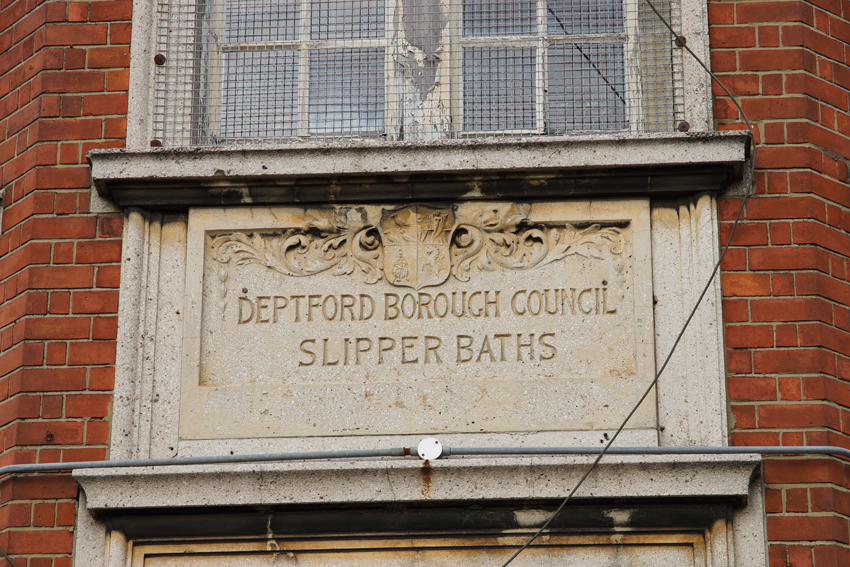 DEPTFORD BOROUGH COUNCIL
SLIPPER BATHS